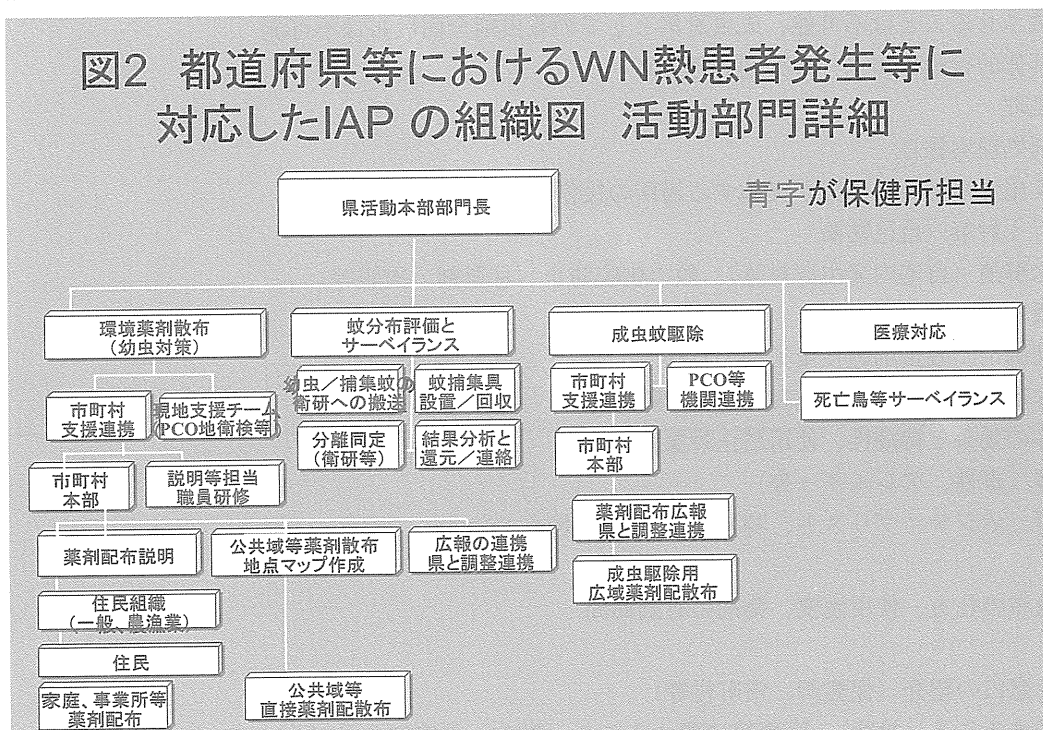 図2 都道府県等におけるWN熱患者発生等に
対応したIAP の組織図 活動部門詳細
青字が保健所担当
県活動本部部門長
環境薬剤散布
(幼虫対策)
蚊分布評価と
サーベイランス
成虫蚊駆除
医療対応
市町村
支援連携
現地支援チーム
(PCO地衛検等)
幼虫／捕集蚊の
衛研への搬送
蚊捕集具
設置／回収
市町村
支援連携
PCO等
機関連携
死亡鳥等サーベイランス
分離同定
(衛研等)
結果分析と
還元／連絡
市町村
本部
市町村
本部
説明等担当
職員研修
薬剤配布説明
公共域等薬剤散布
地点マップ作成
広報の連携
県と調整連携
薬剤配布広報
県と調整連携
成虫駆除用
広域薬剤配散布
住民組織
(一般、農漁業)
住民
家庭、事業所等
薬剤配布
公共域等
直接薬剤配散布